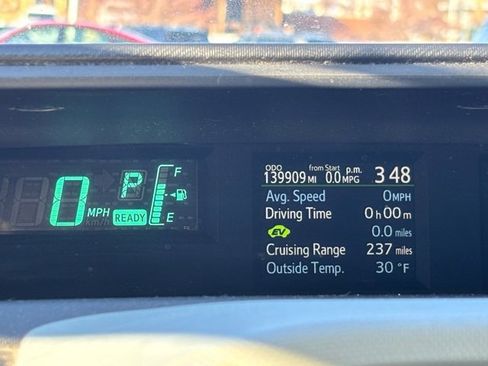 0 MPH
km/h
P
READY
F
E
ODO from Start p.m.
139909 MI 0.0 MPG 3 48
Avg. Speed 0 MPH
Driving Time 0 h 00 m
EV 0.0 miles
Cruising Range 237 miles
Outside Temp. 30 °F